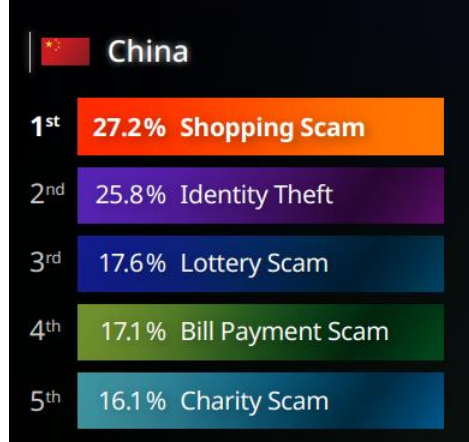 China
1st 27.2% Shopping Scam
2nd 25.8% Identity Theft
3rd 17.6% Lottery Scam
4th 17.1% Bill Payment Scam
5th 16.1% Charity Scam